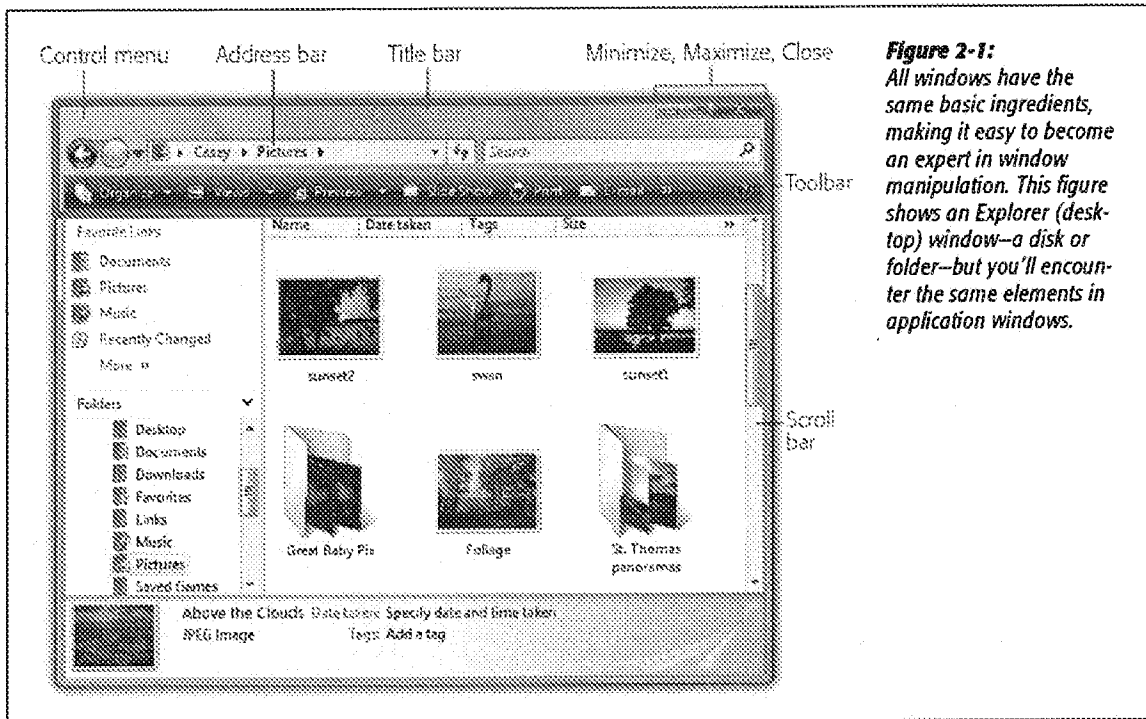 Control menu Address bar Title bar Minimize, Maximize, Close
Casey Pictures Search
Toolbar
Favorite Links
Documents
Pictures
Music
Recently Changed
More »
Folders
Desktop
Documents
Downloads
Favorites
Links
Music
Pictures
Saved Games
Name Date taken Tags Size »
sunset2 swan sunset1
Great Baby Pix Foliage St. Thomas
panoramas
Scroll
bar
Above the Clouds Date taken: Specify date and time taken
JPEG Image Tags: Add a tag
Figure 2-1:
All windows have the
same basic ingredients,
making it easy to become
an expert in window
manipulation. This figure
shows an Explorer (desk-
top) window—a disk or
folder—but you'll encoun-
ter the same elements in
application windows.